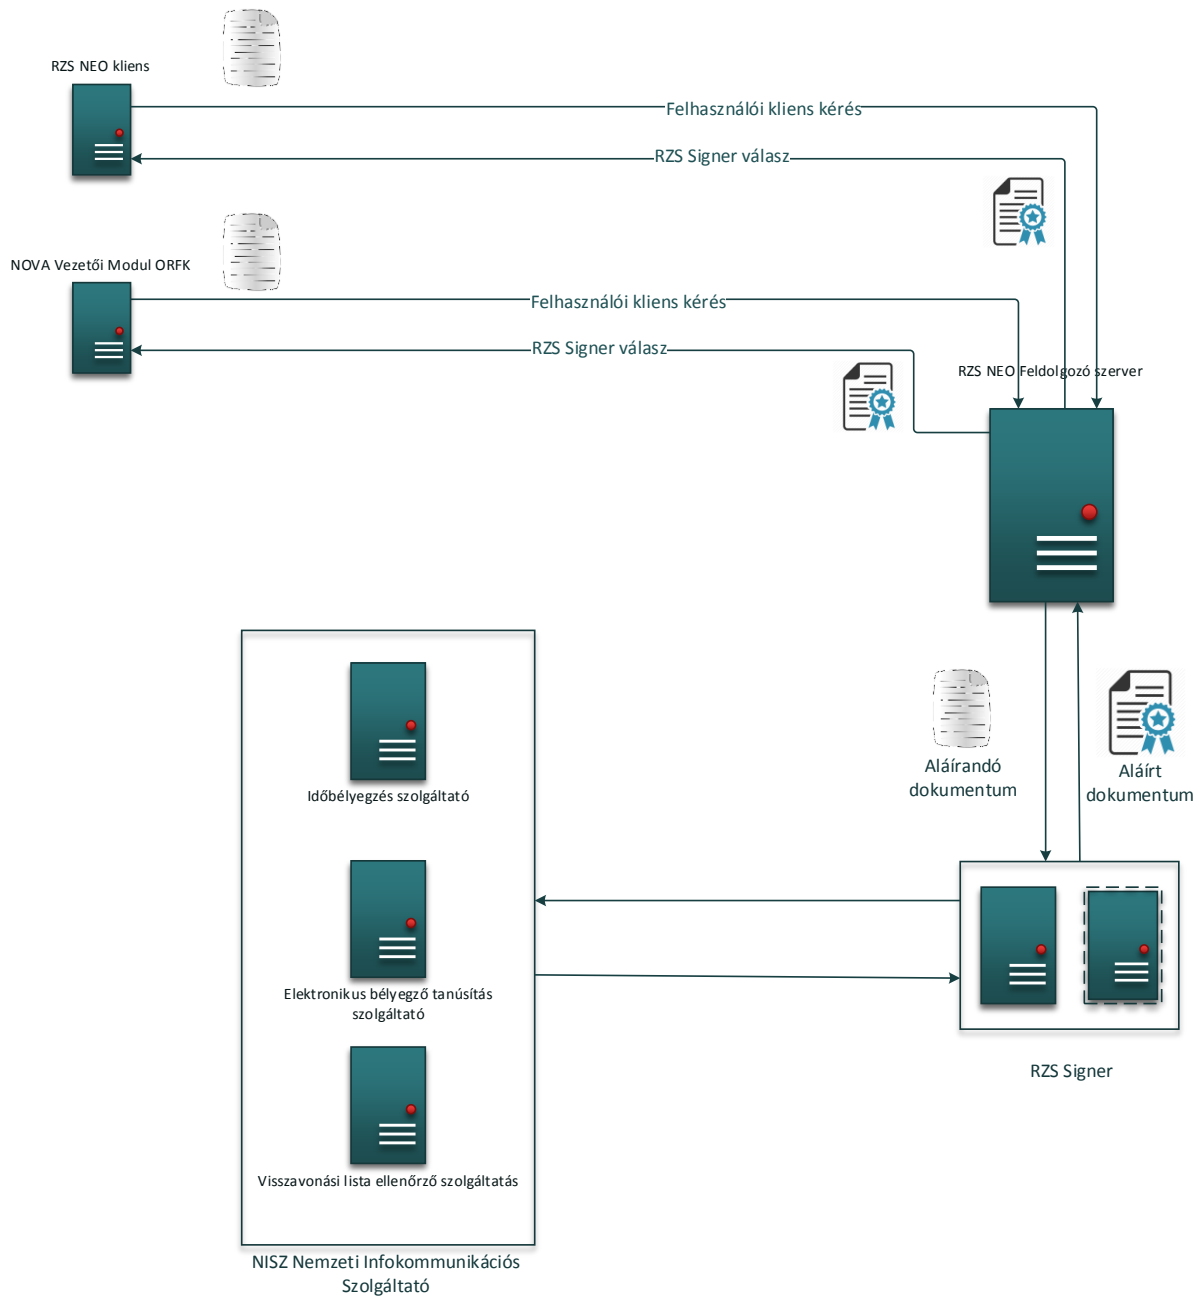 RZS NEO kliens
Felhasználói kliens kérés
RZS Signer válasz
NOVA Vezetői Modul ORFK
Felhasználói kliens kérés
RZS Signer válasz
RZS NEO Feldolgozó szerver
Aláírandó
dokumentum
Aláírt
dokumentum
Időbélyegzés szolgáltató
Elektronikus bélyegző tanúsítás
szolgáltató
RZS Signer
Visszavonási lista ellenőrző szolgáltatás
NISZ Nemzeti Infokommunikációs
Szolgáltató